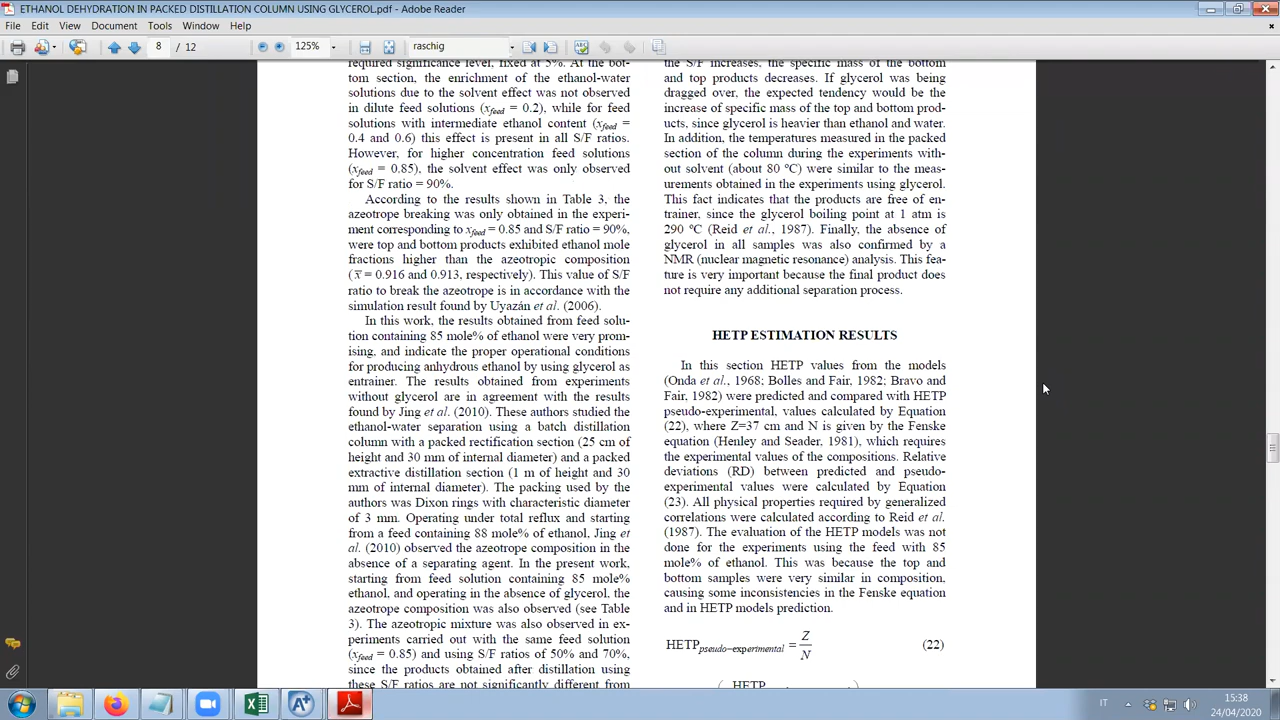 ETHANOL DEHYDRATION IN PACKED DISTILLATION COLUMN USING GLYCEROL.pdf - Adobe Reader
File Edit View Document Tools Window Help
8 / 12 125% raschig
required significance level, fixed at 5%. At the bot-
tom section, the enrichment of the ethanol-water
solutions due to the solvent effect was not observed
in dilute feed solutions (xfeed = 0.2), while for feed
solutions with intermediate ethanol content (xfeed =
0.4 and 0.6) this effect is present in all S/F ratios.
However, for higher concentration feed solutions
(xfeed = 0.85), the solvent effect was only observed
for S/F ratio = 90%.
According to the results shown in Table 3, the
azeotrope breaking was only obtained in the experi-
ment corresponding to xfeed = 0.85 and S/F ratio = 90%,
were top and bottom products exhibited ethanol mole
fractions higher than the azeotropic composition
(x̅ = 0.916 and 0.913, respectively). This value of S/F
ratio to break the azeotrope is in accordance with the
simulation result found by Uyazán et al. (2006).
In this work, the results obtained from feed solu-
tion containing 85 mole% of ethanol were very prom-
ising, and indicate the proper operational conditions
for producing anhydrous ethanol by using glycerol as
entrainer. The results obtained from experiments
without glycerol are in agreement with the results
found by Jing et al. (2010). These authors studied the
ethanol-water separation using a batch distillation
column with a packed rectification section (25 cm of
height and 30 mm of internal diameter) and a packed
extractive distillation section (1 m of height and 30
mm of internal diameter). The packing used by the
authors was Dixon rings with characteristic diameter
of 3 mm. Operating under total reflux and starting
from a feed containing 88 mole% of ethanol, Jing et
al. (2010) observed the azeotrope composition in the
absence of a separating agent. In the present work,
starting from feed solution containing 85 mole%
ethanol, and operating in the absence of glycerol, the
azeotrope composition was also observed (see Table
3). The azeotropic mixture was also observed in ex-
periments carried out with the same feed solution
(xfeed = 0.85) and using S/F ratios of 50% and 70%,
since the products obtained after distillation using
these S/F ratios are not significantly different from
the S/F increases, the specific mass of the bottom
and top products decreases. If glycerol was being
dragged over, the expected tendency would be the
increase of specific mass of the top and bottom prod-
ucts, since glycerol is heavier than ethanol and water.
In addition, the temperatures measured in the packed
section of the column during the experiments with-
out solvent (about 80 ºC) were similar to the meas-
urements obtained in the experiments using glycerol.
This fact indicates that the products are free of en-
trainer, since the glycerol boiling point at 1 atm is
290 ºC (Reid et al., 1987). Finally, the absence of
glycerol in all samples was also confirmed by a
NMR (nuclear magnetic resonance) analysis. This fea-
ture is very important because the final product does
not require any additional separation process.
HETP ESTIMATION RESULTS
In this section HETP values from the models
(Onda et al., 1968; Bolles and Fair, 1982; Bravo and
Fair, 1982) were predicted and compared with HETP
pseudo-experimental, values calculated by Equation
(22), where Z=37 cm and N is given by the Fenske
equation (Henley and Seader, 1981), which requires
the experimental values of the compositions. Relative
deviations (RD) between predicted and pseudo-
experimental values were calculated by Equation
(23). All physical properties required by generalized
correlations were calculated according to Reid et al.
(1987). The evaluation of the HETP models was not
done for the experiments using the feed with 85
mole% of ethanol. This was because the top and
bottom samples were very similar in composition,
causing some inconsistencies in the Fenske equation
and in HETP models prediction.
HETPpseudo−experimental = Z/N (22)
HETP
IT 15:38
24/04/2020